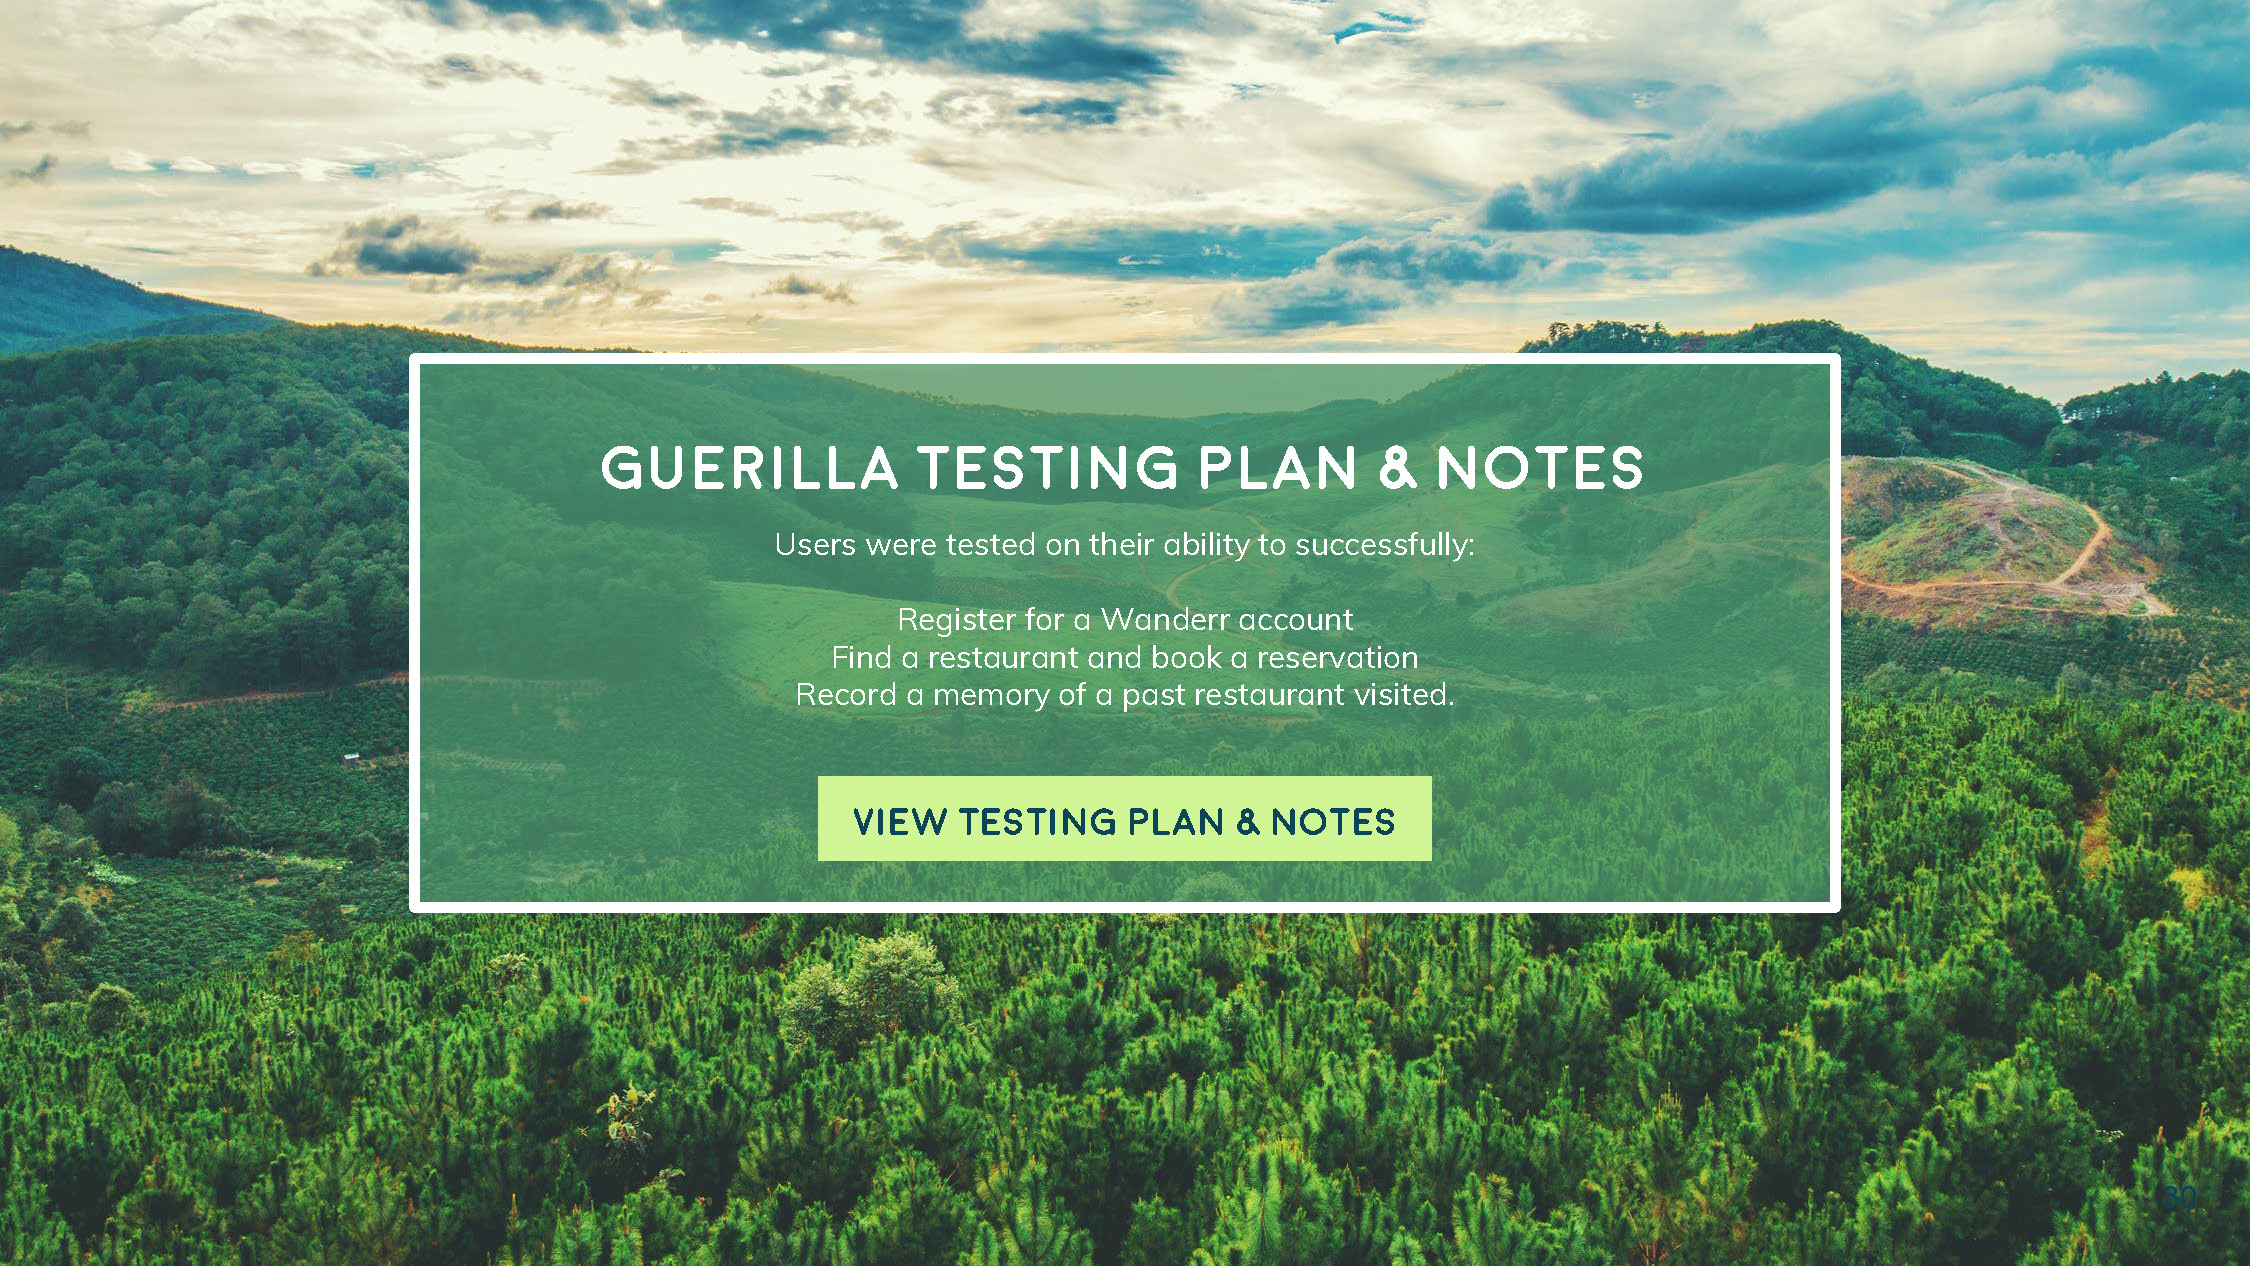 GUERILLA TESTING PLAN & NOTES
Users were tested on their ability to successfully:
Register for a Wanderr account
Find a restaurant and book a reservation
Record a memory of a past restaurant visited.
VIEW TESTING PLAN & NOTES
30